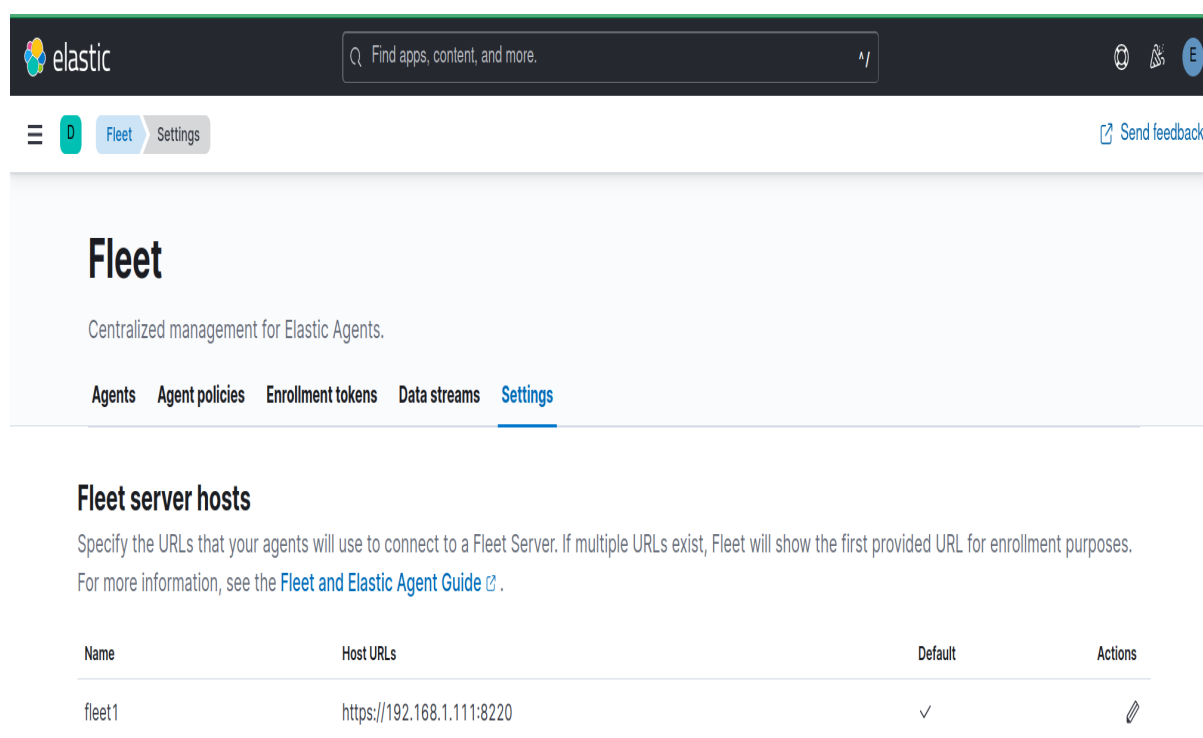 elastic
Find apps, content, and more.
^/
E
D
Fleet
Settings
Send feedback
Fleet
Centralized management for Elastic Agents.
Agents Agent policies Enrollment tokens Data streams Settings
Fleet server hosts
Specify the URLs that your agents will use to connect to a Fleet Server. If multiple URLs exist, Fleet will show the first provided URL for enrollment purposes.
For more information, see the Fleet and Elastic Agent Guide .
Name Host URLs Default Actions
fleet1 https://192.168.1.111:8220